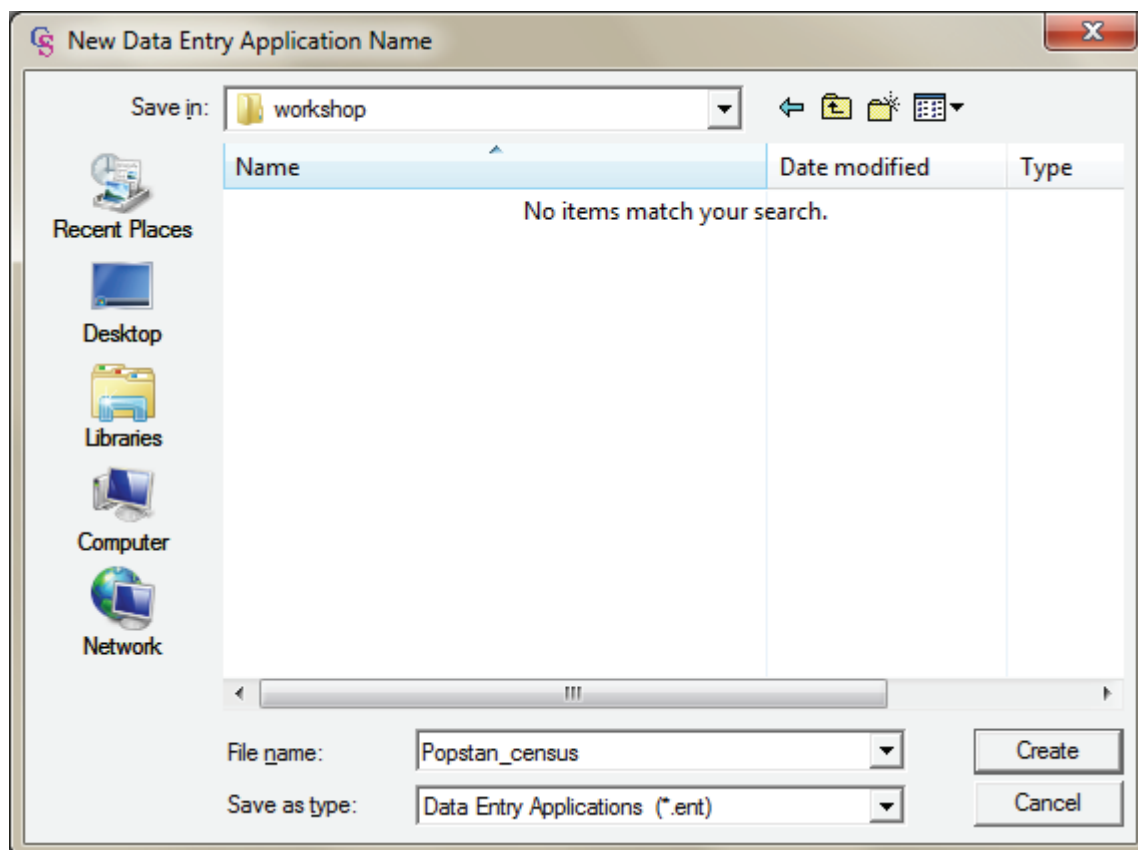 New Data Entry Application Name
Save in: workshop
Name Date modified Type
No items match your search.
Recent Places
Desktop
Libraries
Computer
Network
File name: Popstan_census Create
Save as type: Data Entry Applications (*.ent) Cancel